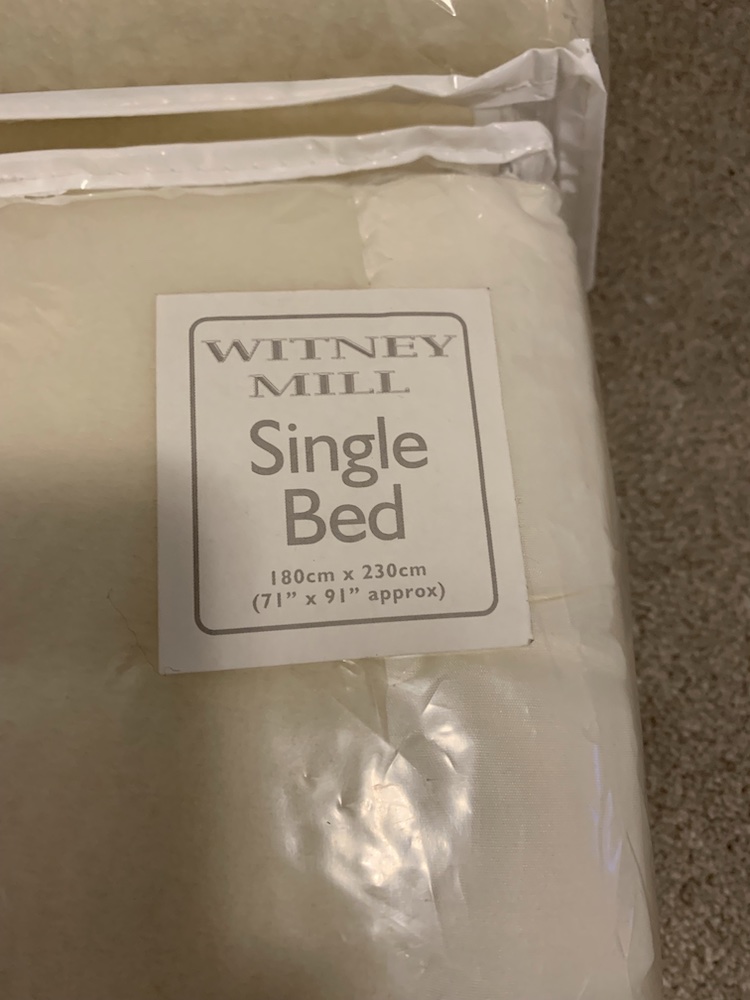 WITNEY
MILL
Single
Bed
180cm x 230cm
(71” x 91” approx)